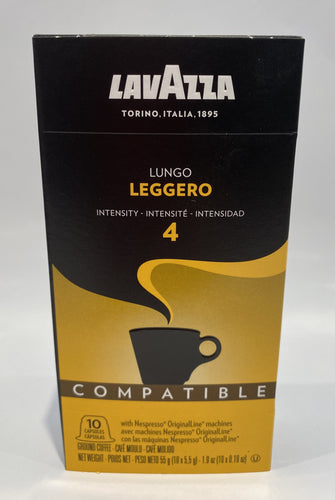 LAVAZZA
TORINO, ITALIA, 1895
LUNGO
LEGGERO
INTENSITY · INTENSITÉ · INTENSIDAD
4
COMPATIBLE
10
CAPSULES
CÁPSULAS
with Nespresso® OriginalLine® machines
avec machines Nespresso® OriginalLine®
con las máquinas Nespresso® OriginalLine®
GROUND COFFEE · CAFÉ MOULU · CAFÉ MOLIDO
NET WEIGHT · POIDS NET · PESO NETO 55 g (10 x 5,5 g) · 1.9 oz (10 x 0.19 oz)
U